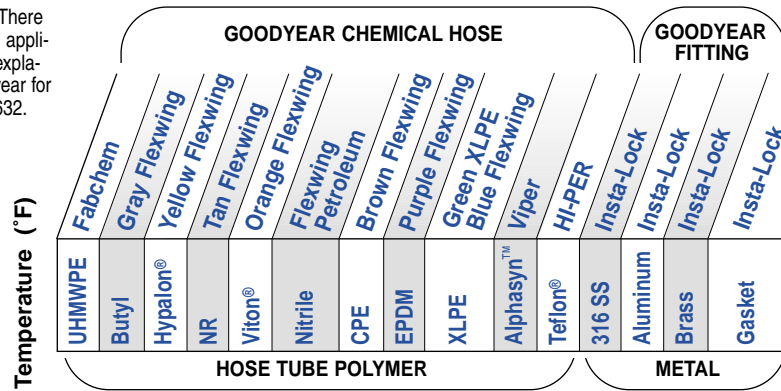 There
appli-
expla-
year for
632.
GOODYEAR CHEMICAL HOSE
GOODYEAR
FITTING
Fabchem
Gray Flexwing
Yellow Flexwing
Tan Flexwing
Orange Flexwing
Flexwing
Petroleum
Brown Flexwing
Purple Flexwing
Green XLPE
Blue Flexwing
Viper
HI-PER
Insta-Lock
Insta-Lock
Insta-Lock
Insta-Lock
Temperature (˚F)
UHMWPE
Butyl
Hypalon®
NR
Viton®
Nitrile
CPE
EPDM
XLPE
Alphasyn™
Teflon®
316 SS
Aluminum
Brass
Gasket
HOSE TUBE POLYMER
METAL